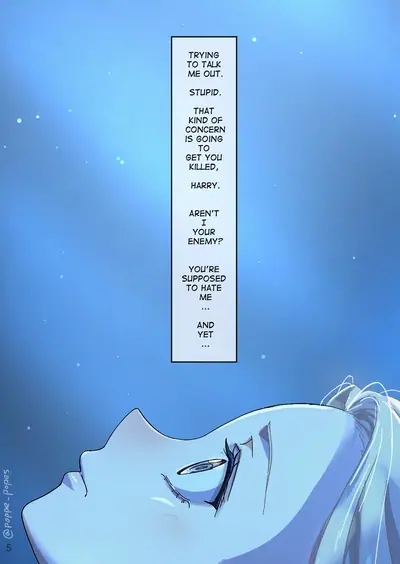 TRYING
TO TALK
ME OUT.
STUPID.
THAT
KIND OF
CONCERN
IS GOING
TO
GET YOU
KILLED,
HARRY.
AREN'T
I
YOUR
ENEMY?
YOU'RE
SUPPOSED
TO HATE
ME
...
AND
YET
...
@poppe_popes
5